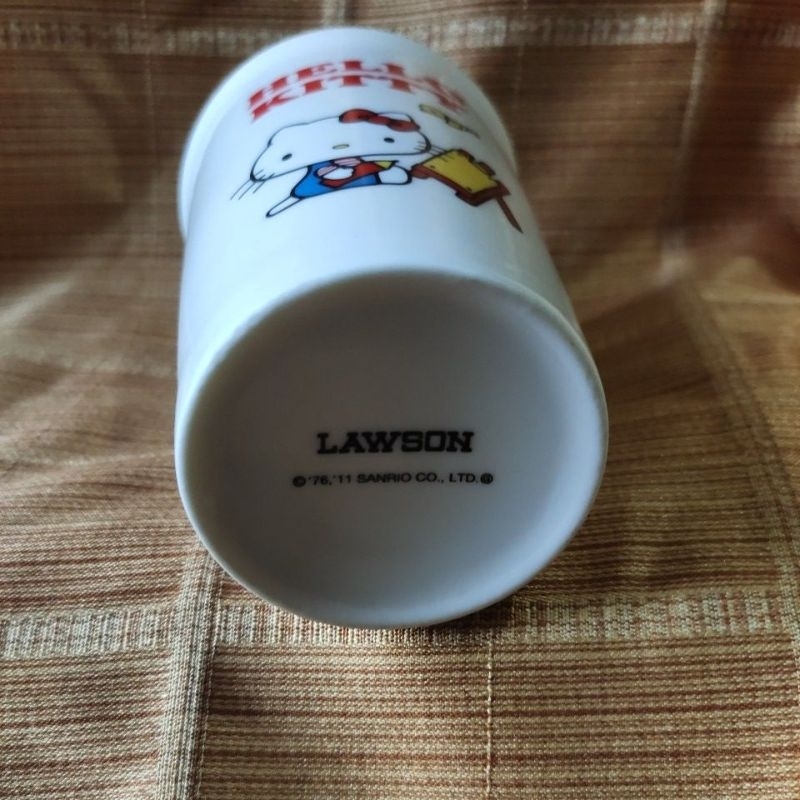 HELLO
KITTY
LAWSON
© '76,'11 SANRIO CO., LTD.@